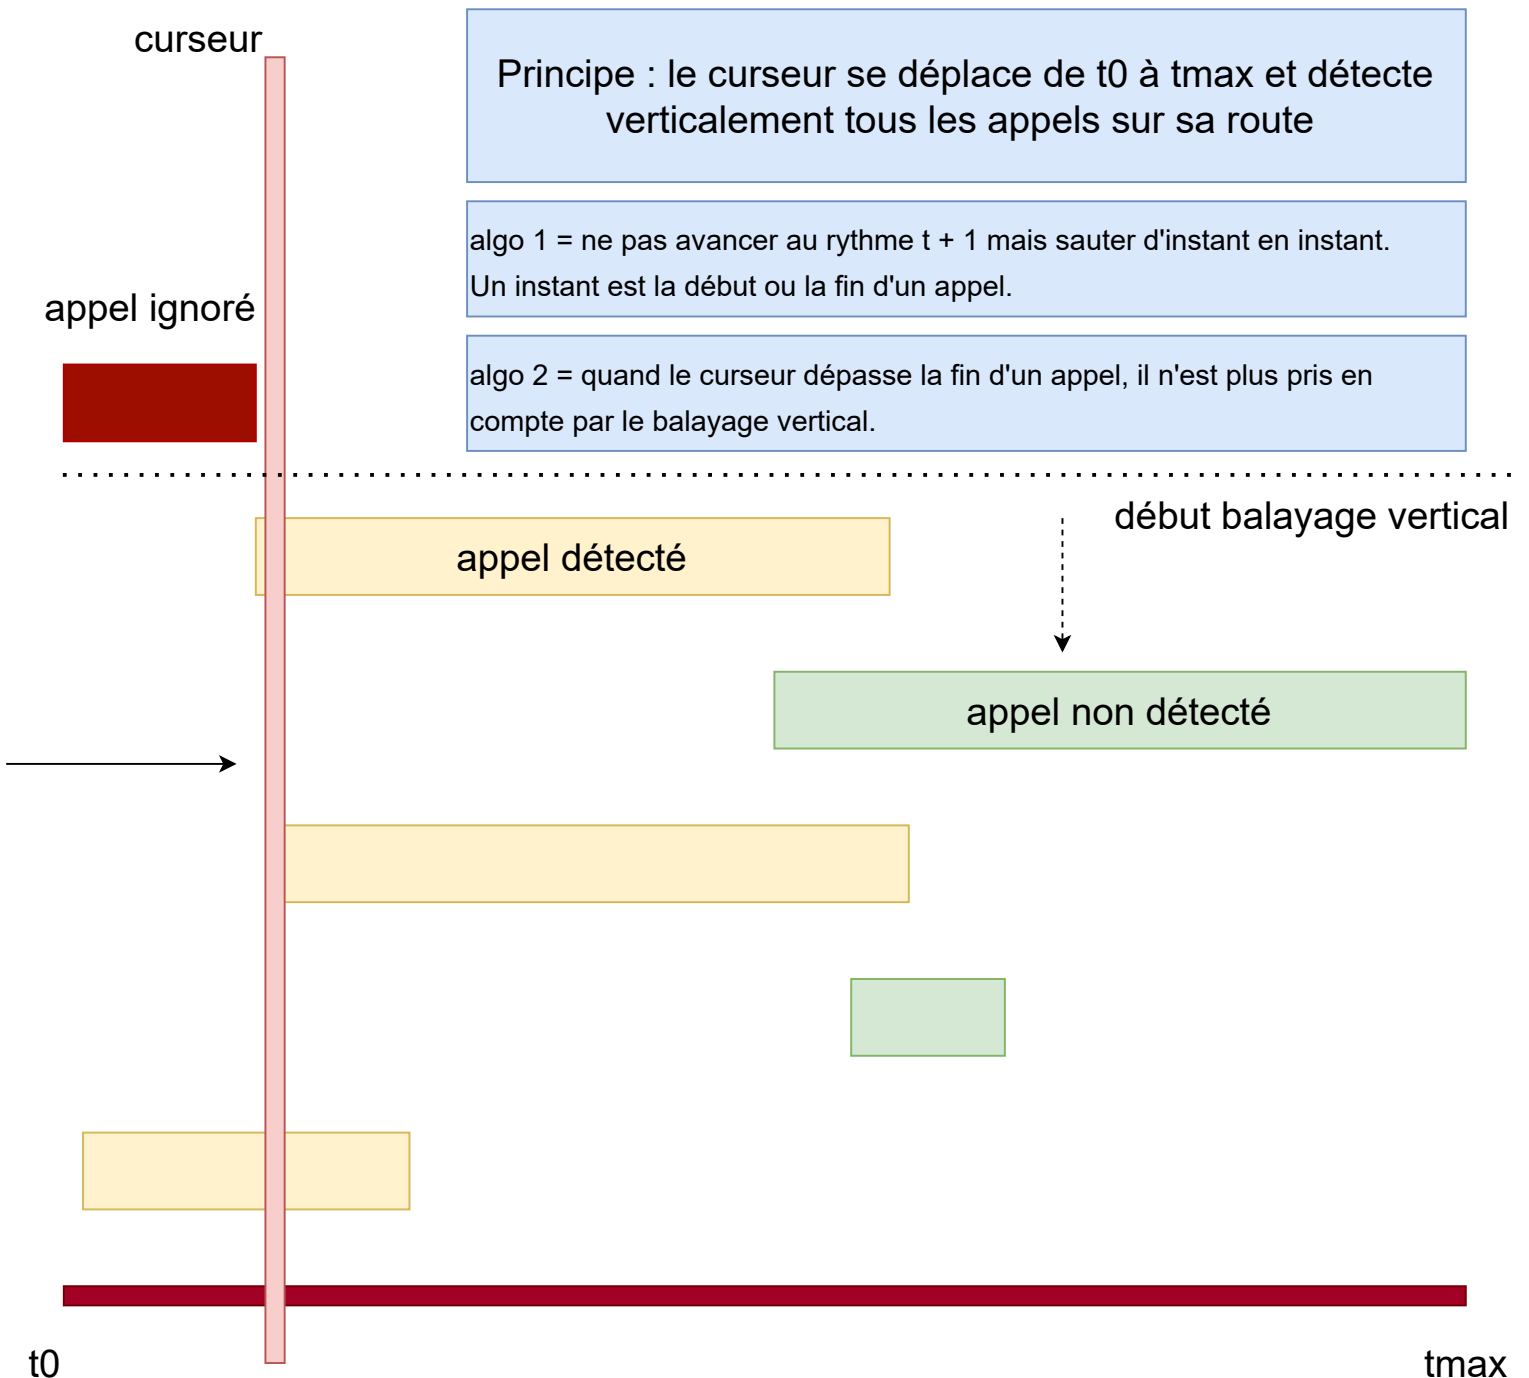 curseur
Principe : le curseur se déplace de t0 à tmax et détecte
verticalement tous les appels sur sa route
algo 1 = ne pas avancer au rythme t + 1 mais sauter d'instant en instant.
Un instant est la début ou la fin d'un appel.
appel ignoré
algo 2 = quand le curseur dépasse la fin d'un appel, il n'est plus pris en
compte par le balayage vertical.
début balayage vertical
appel détecté
appel non détecté
t0
tmax